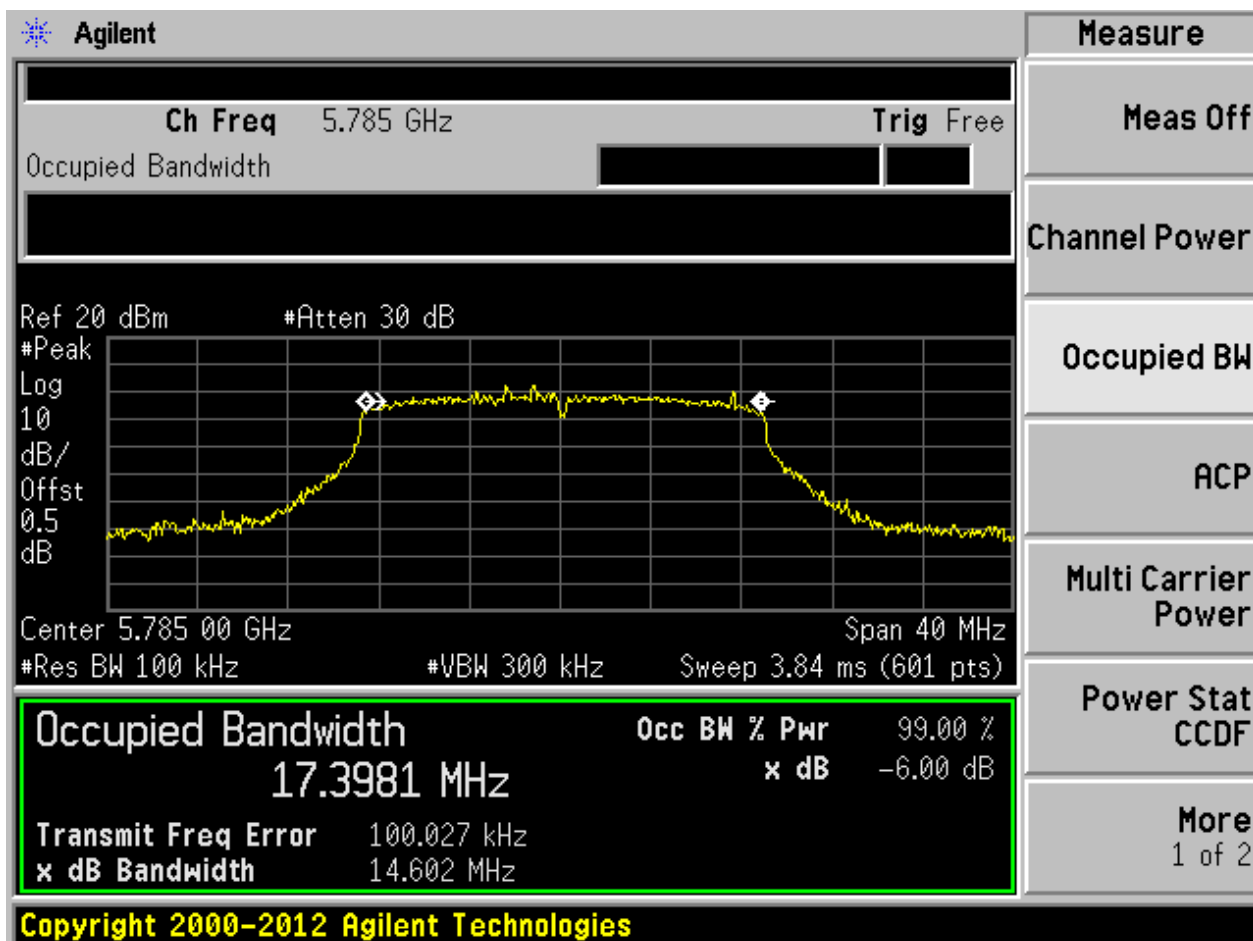 Agilent
Measure
Ch Freq 5.785 GHz Trig Free
Occupied Bandwidth
Meas Off
Channel Power
Occupied BW
ACP
Multi Carrier
Power
Power Stat
CCDF
More
1 of 2
Ref 20 dBm #Atten 30 dB
#Peak
Log
10
dB/
Offst
0.5
dB
Center 5.785 00 GHz Span 40 MHz
#Res BW 100 kHz #VBW 300 kHz Sweep 3.84 ms (601 pts)
Occupied Bandwidth Occ BW % Pwr 99.00 %
17.3981 MHz x dB -6.00 dB
Transmit Freq Error 100.027 kHz
x dB Bandwidth 14.602 MHz
Copyright 2000-2012 Agilent Technologies